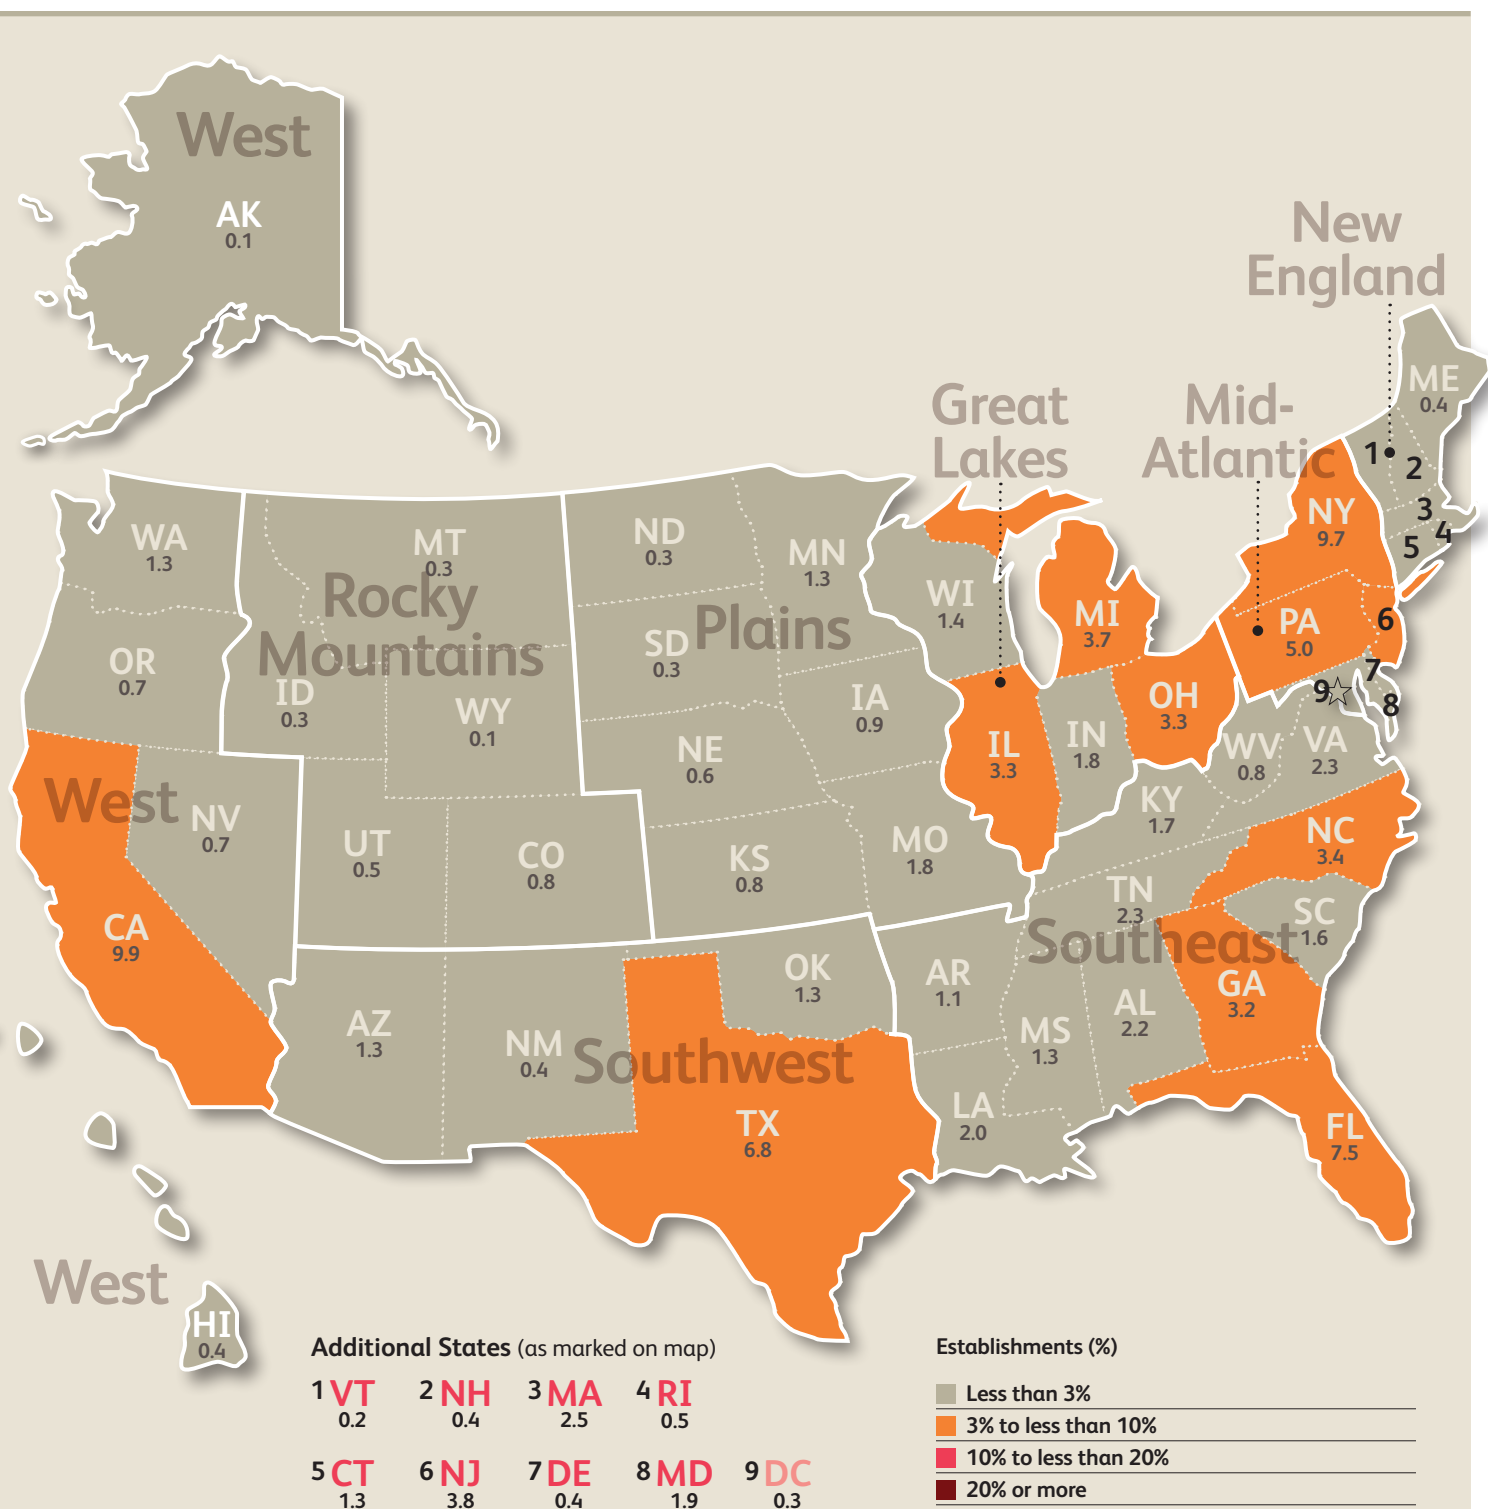 West
AK
0.1
New
England
ME
0.4
Great
Lakes
Mid-
Atlantic
1
2
3
4
5
NY
9.7
WA
1.3
MT
0.3
ND
0.3
MN
1.3
Rocky
Mountains
WI
1.4
MI
3.7
PA
5.0
6
SD
0.3
Plains
OR
0.7
ID
0.3
WY
0.1
IA
0.9
OH
3.3
7
8
9
NE
0.6
IL
3.3
IN
1.8
WV
0.8
VA
2.3
West
NV
0.7
UT
0.5
CO
0.8
KS
0.8
MO
1.8
KY
1.7
NC
3.4
CA
9.9
TN
2.3
SC
1.6
Southeast
OK
1.3
AR
1.1
GA
3.2
AZ
1.3
NM
0.4
Southwest
MS
1.3
AL
2.2
TX
6.8
LA
2.0
FL
7.5
West
HI
0.4
Additional States (as marked on map)
1 VT 2 NH 3 MA 4 RI
0.2 0.4 2.5 0.5
5 CT 6 NJ 7 DE 8 MD 9 DC
1.3 3.8 0.4 1.9 0.3
Establishments (%)
Less than 3%
3% to less than 10%
10% to less than 20%
20% or more